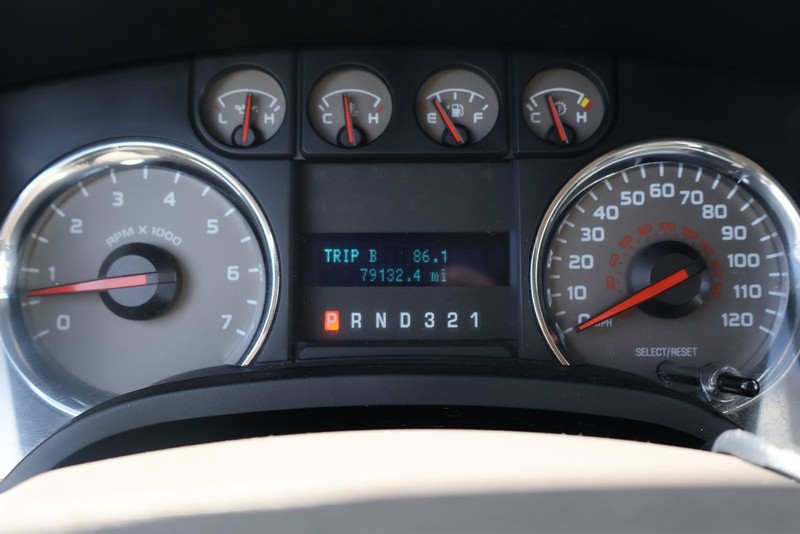 L H
C H
E F
C H
0 1 2 3 4 5 6 7
RPM X 1000
TRIP B 86.1
79132.4 mi
P R N D 3 2 1
0 10 20 30 40 50 60 70 80 90 100 110 120
MPH
SELECT/RESET